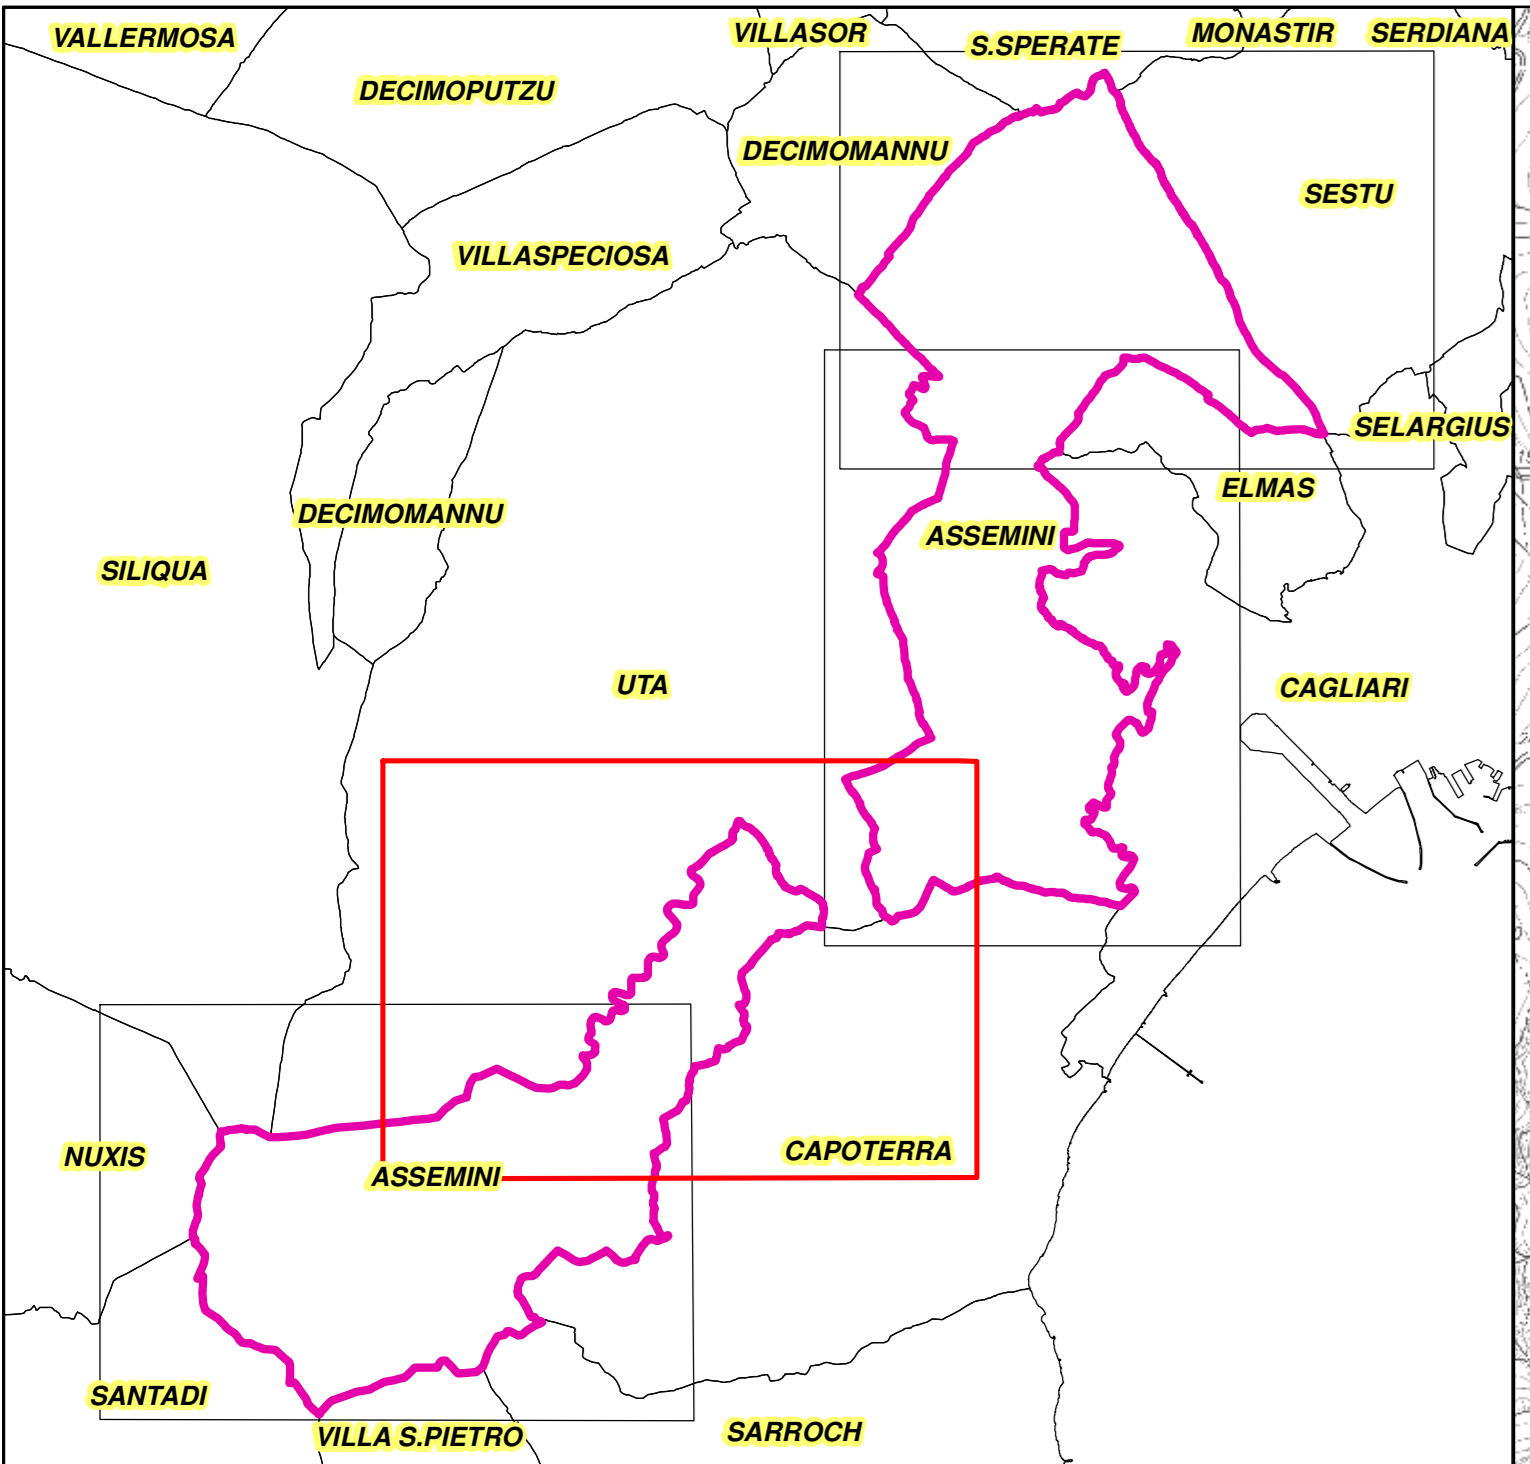 VALLERMOSA
VILLASOR
S.SPERATE
MONASTIR
SERDIANA
DECIMOPUTZU
DECIMOMANNU
SESTU
VILLASPECIOSA
SELARGIUS
ELMAS
DECIMOMANNU
ASSEMINI
SILIQUA
UTA
CAGLIARI
NUXIS
CAPOTERRA
ASSEMINI
SANTADI
VILLA S.PIETRO
SARROCH